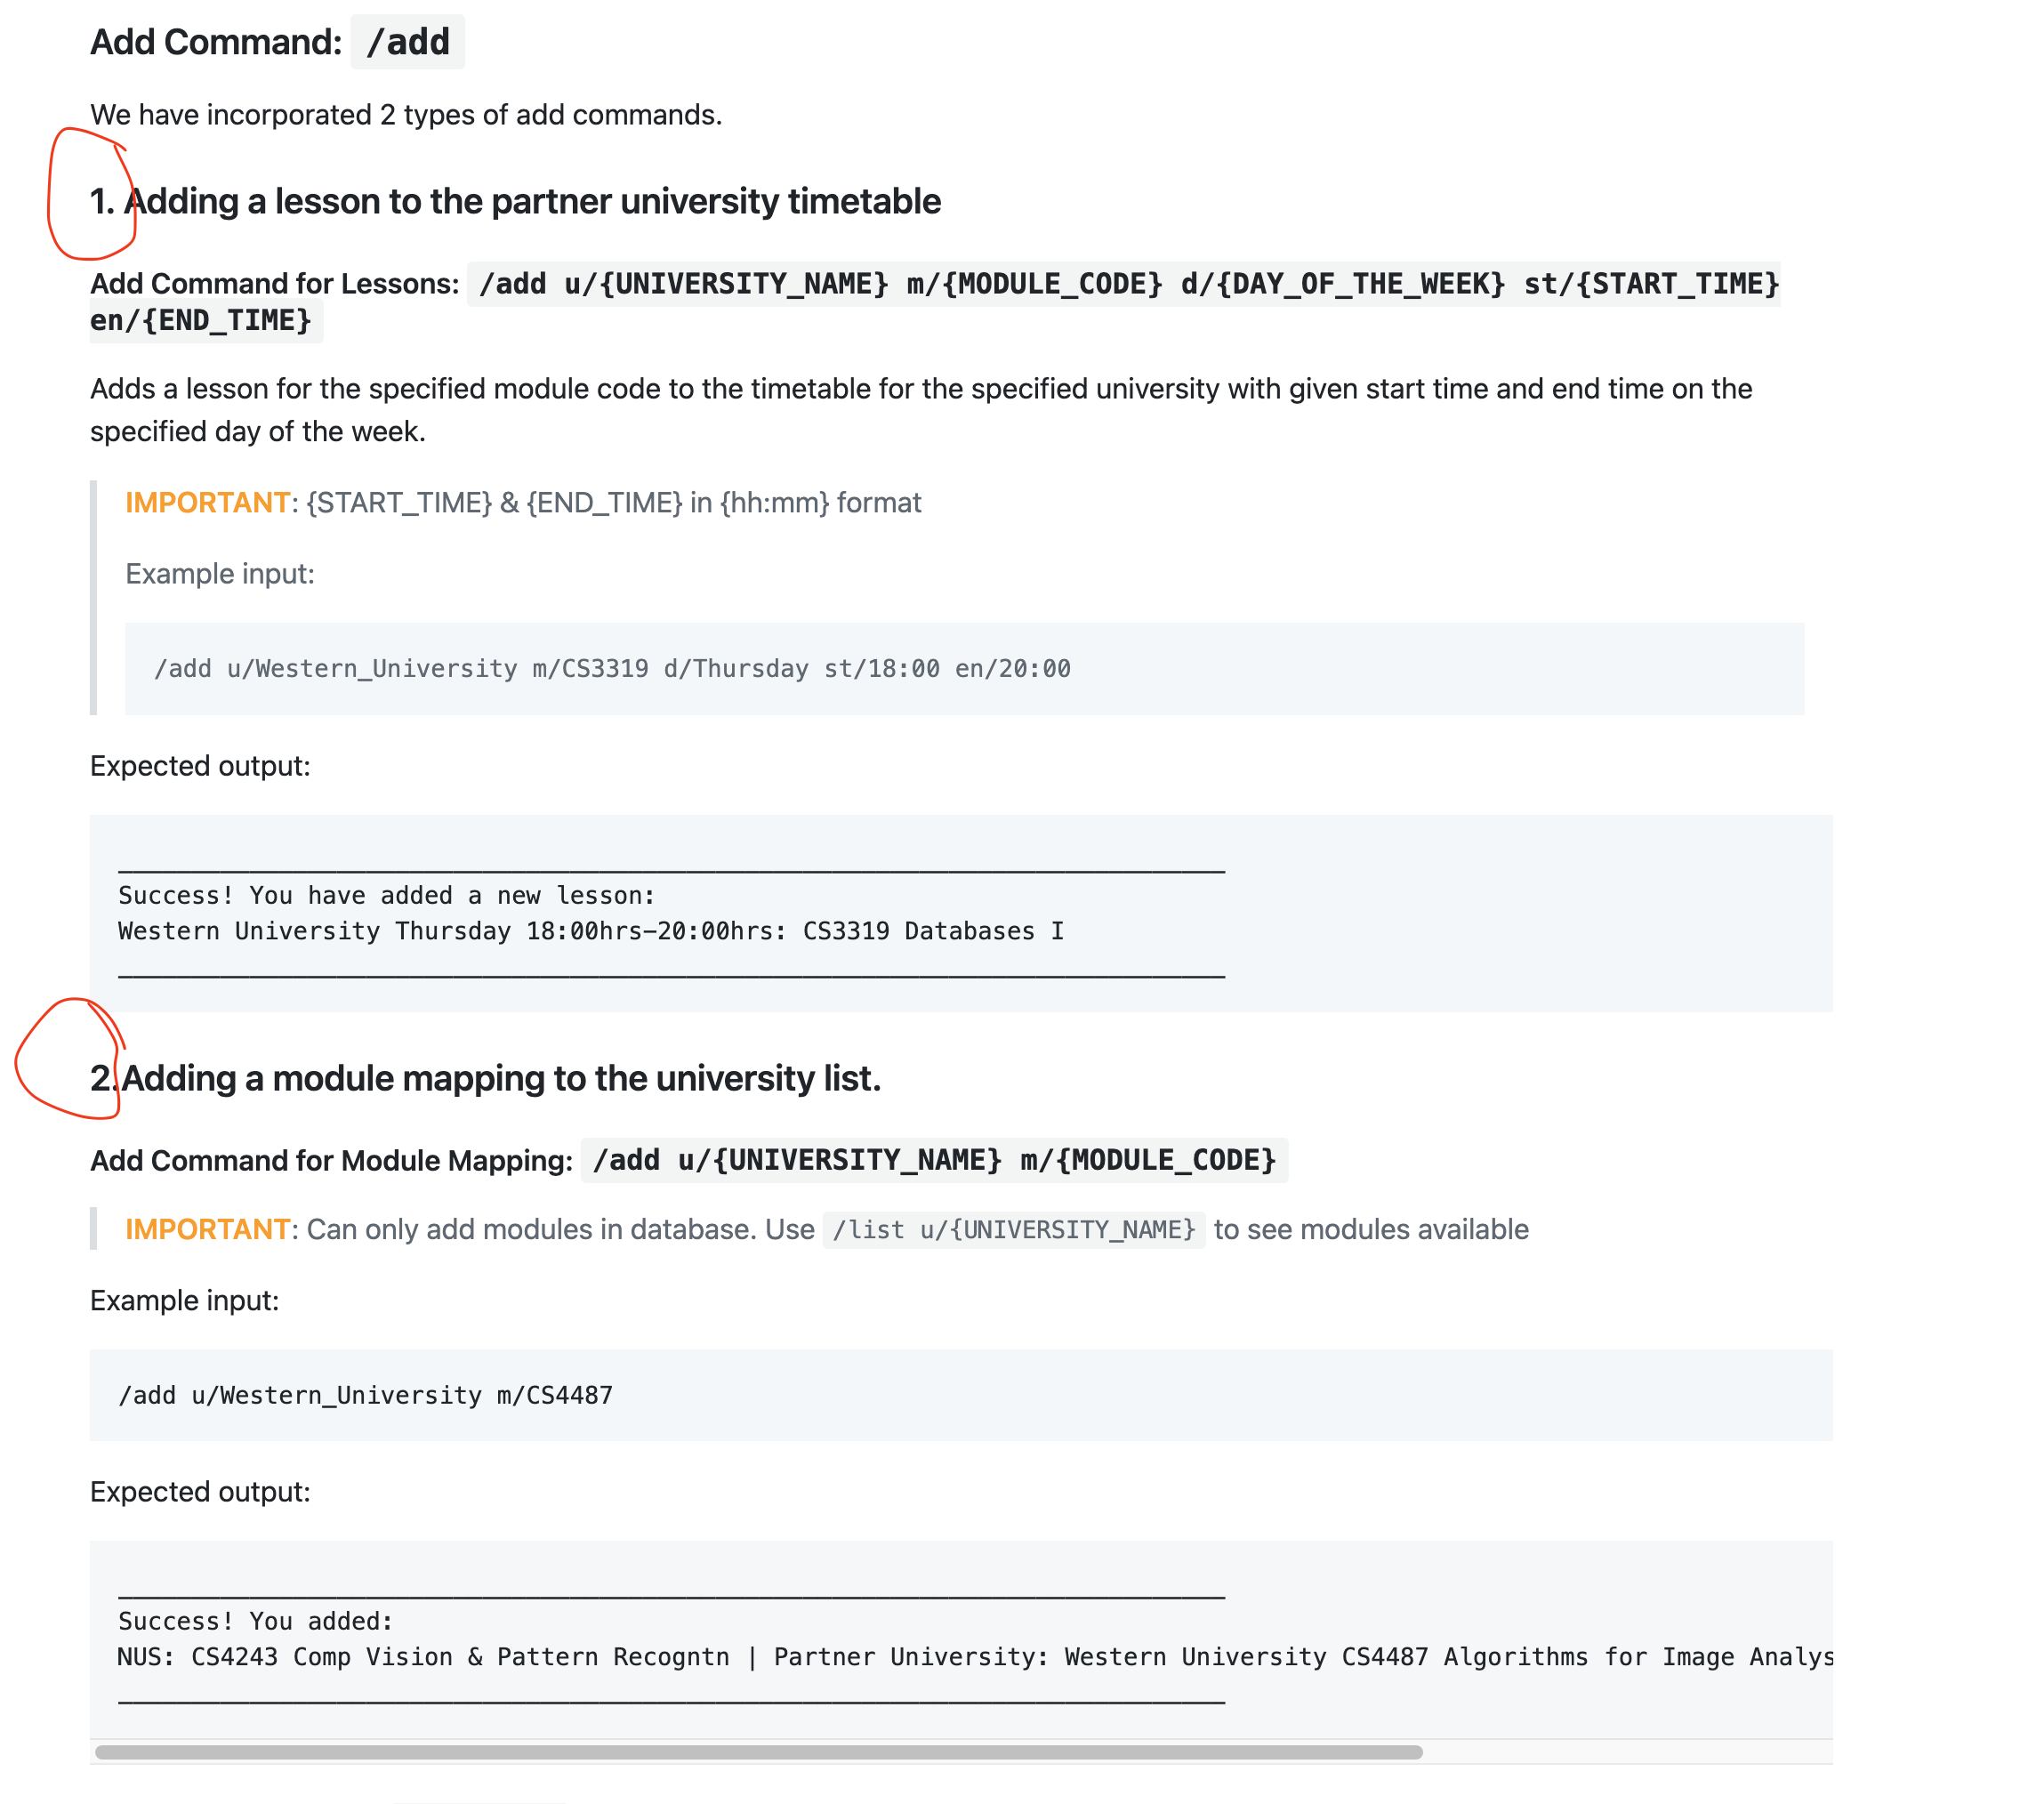 Add Command: /add
We have incorporated 2 types of add commands.
1. Adding a lesson to the partner university timetable
Add Command for Lessons: /add u/{UNIVERSITY_NAME} m/{MODULE_CODE} d/{DAY_OF_THE_WEEK} st/{START_TIME}
en/{END_TIME}
Adds a lesson for the specified module code to the timetable for the specified university with given start time and end time on the
specified day of the week.
IMPORTANT: {START_TIME} & {END_TIME} in {hh:mm} format
Example input:
/add u/Western_University m/CS3319 d/Thursday st/18:00 en/20:00
Expected output:
Success! You have added a new lesson:
Western University Thursday 18:00hrs-20:00hrs: CS3319 Databases I
2.Adding a module mapping to the university list.
Add Command for Module Mapping: /add u/{UNIVERSITY_NAME} m/{MODULE_CODE}
IMPORTANT: Can only add modules in database. Use /list u/{UNIVERSITY_NAME} to see modules available
Example input:
/add u/Western_University m/CS4487
Expected output:
Success! You added:
NUS: CS4243 Comp Vision & Pattern Recogntn | Partner University: Western University CS4487 Algorithms for Image Analys